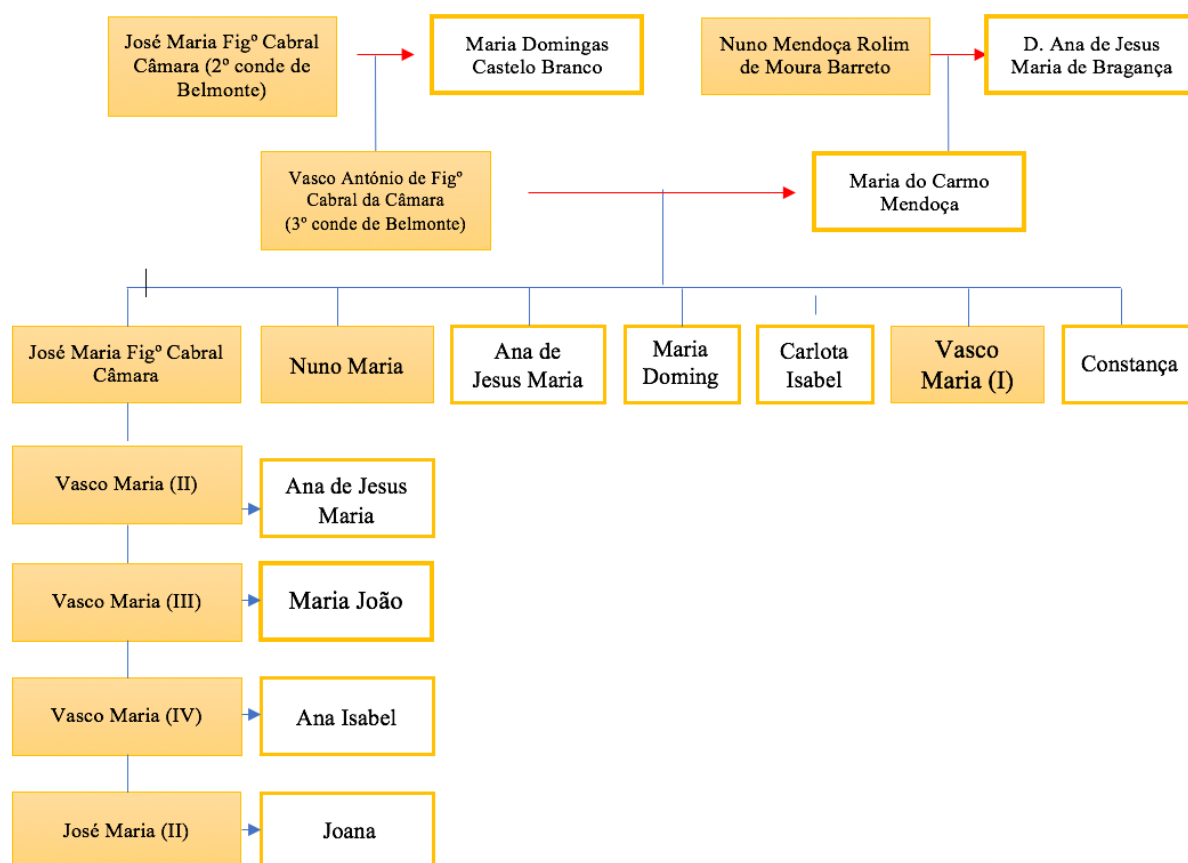 José Maria Figº Cabral
Câmara (2º conde de
Belmonte)
Maria Domingas
Castelo Branco
Nuno Mendoça Rolim
de Moura Barreto
D. Ana de Jesus
Maria de Bragança
Vasco António de Figº
Cabral da Câmara
(3º conde de Belmonte)
Maria do Carmo
Mendoça
José Maria Figº Cabral
Câmara
Nuno Maria
Ana de
Jesus Maria
Maria
Doming
Carlota
Isabel
Vasco
Maria (I)
Constança
Vasco Maria (II)
Ana de Jesus
Maria
Vasco Maria (III)
Maria João
Vasco Maria (IV)
Ana Isabel
José Maria (II)
Joana